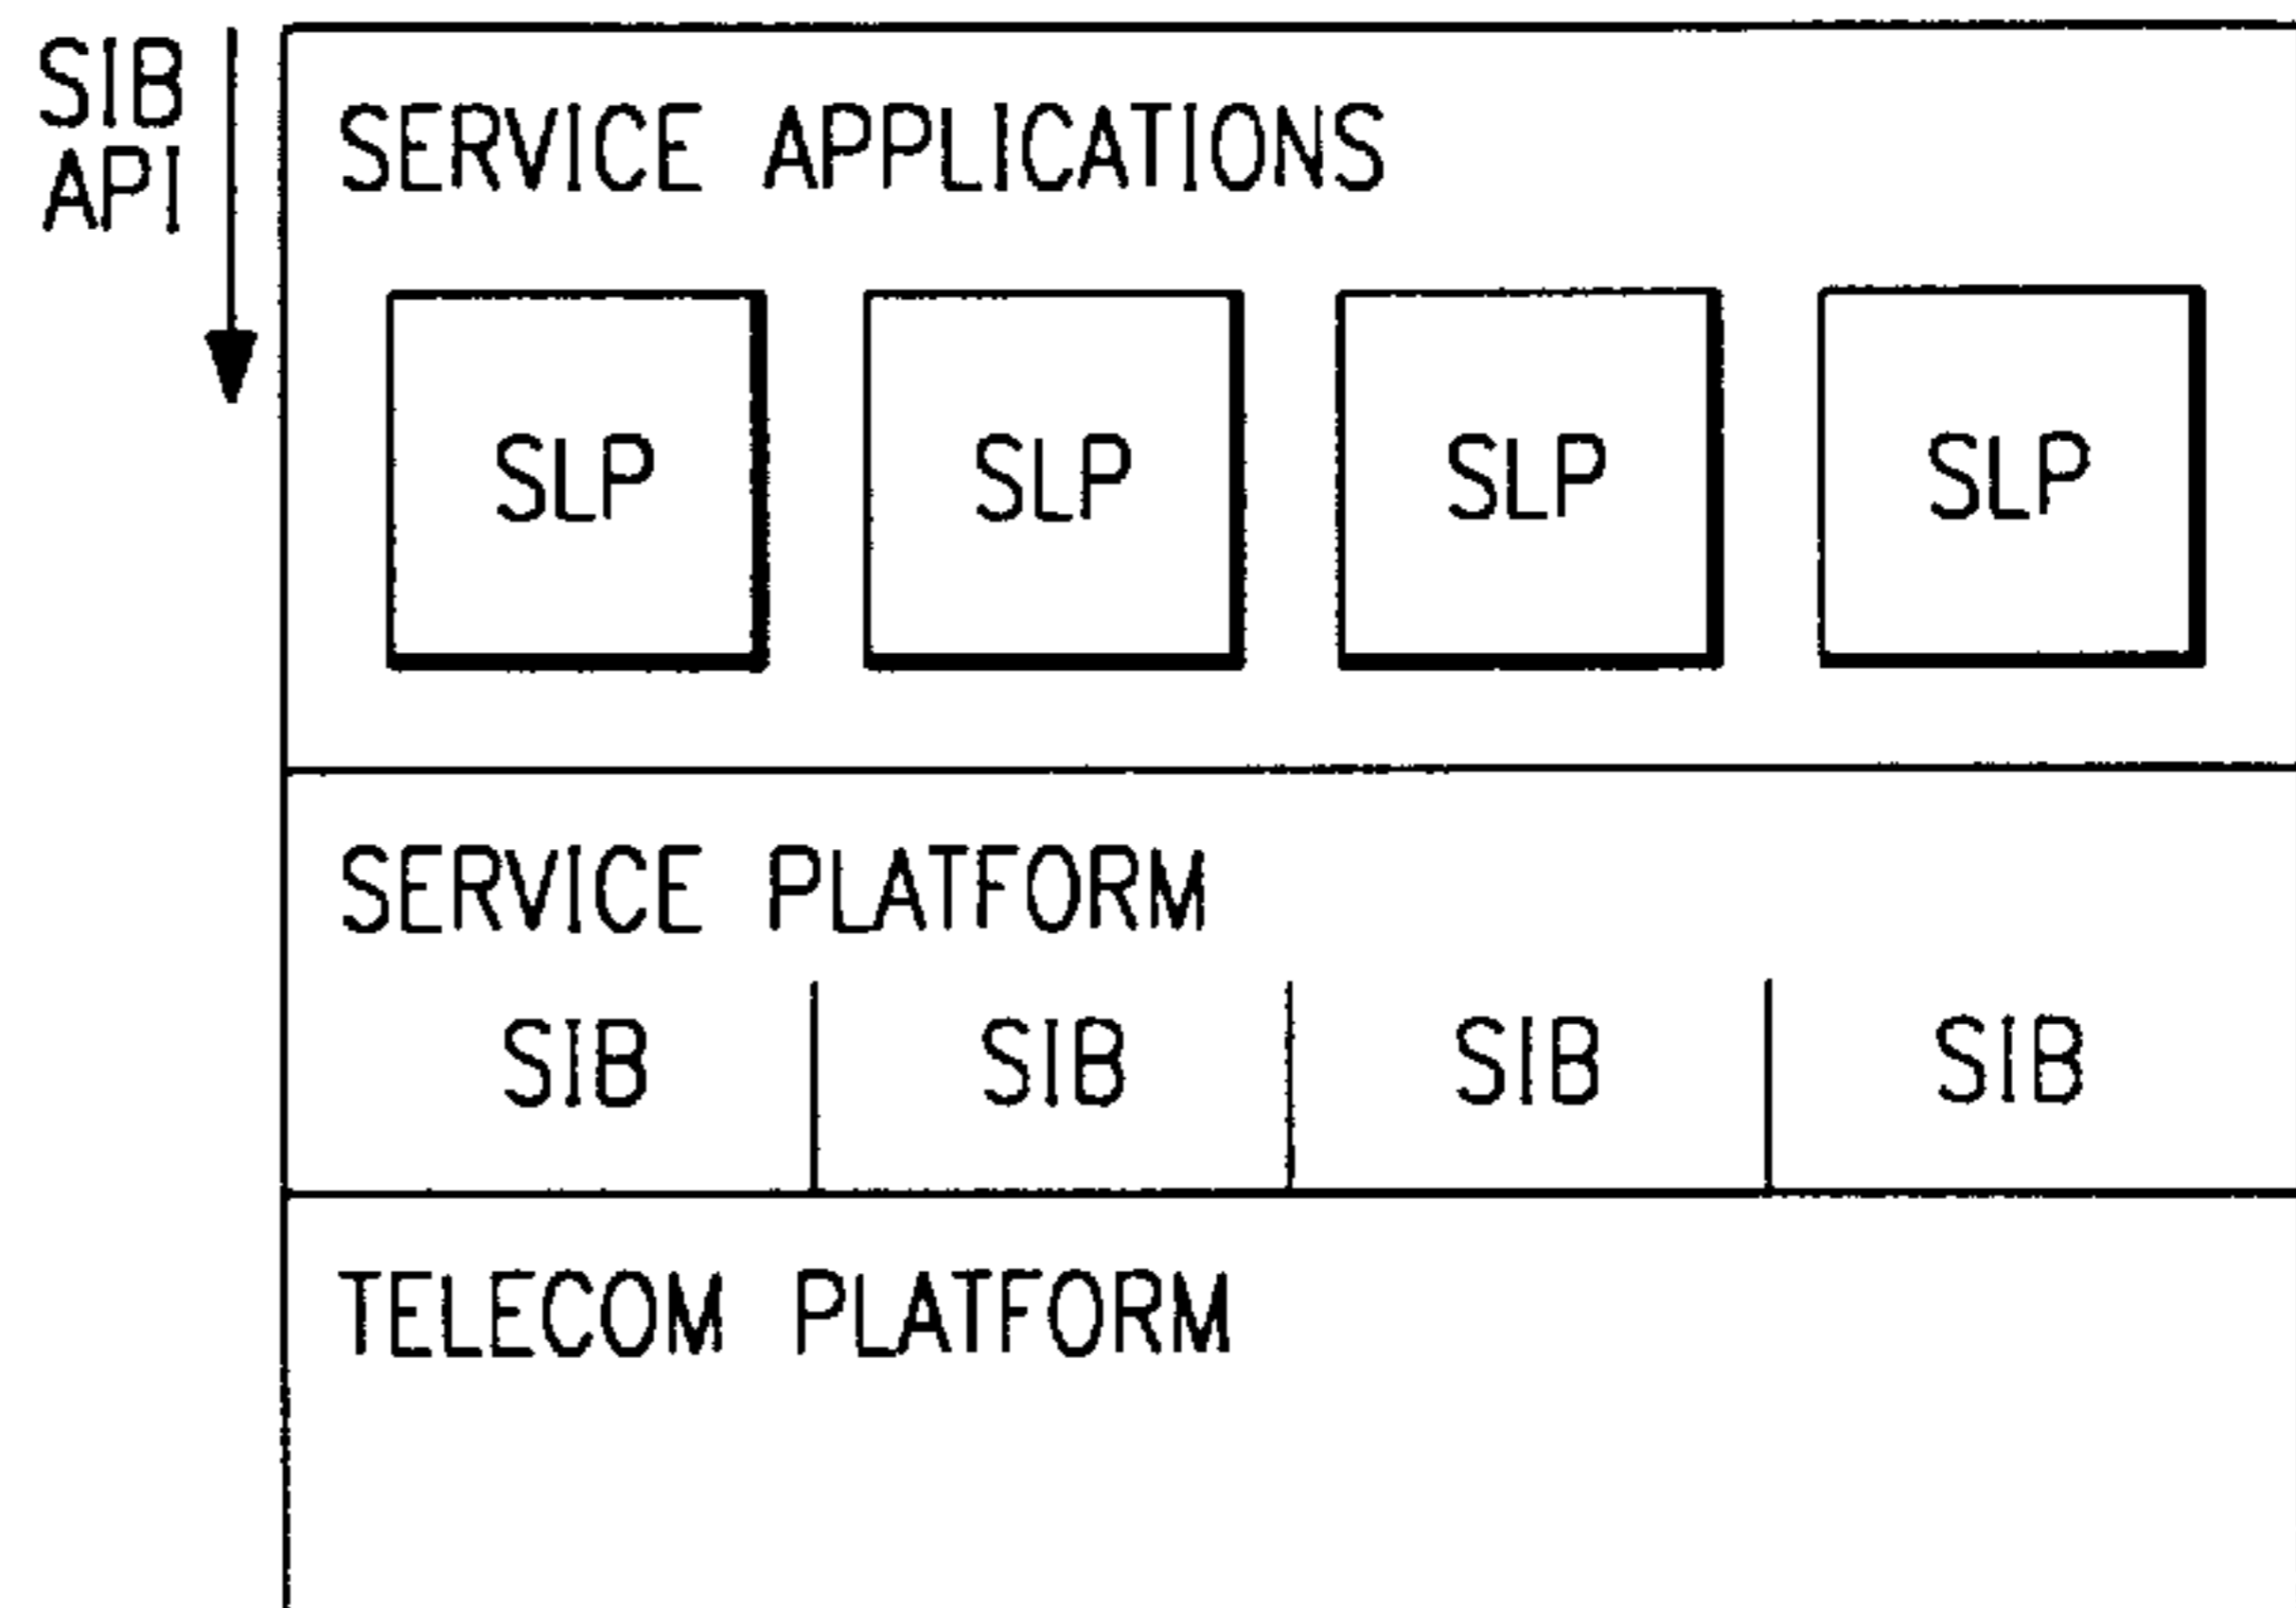 SIB
API
SERVICE APPLICATIONS
SLP SLP SLP SLP
SERVICE PLATFORM
SIB SIB SIB SIB
TELECOM PLATFORM